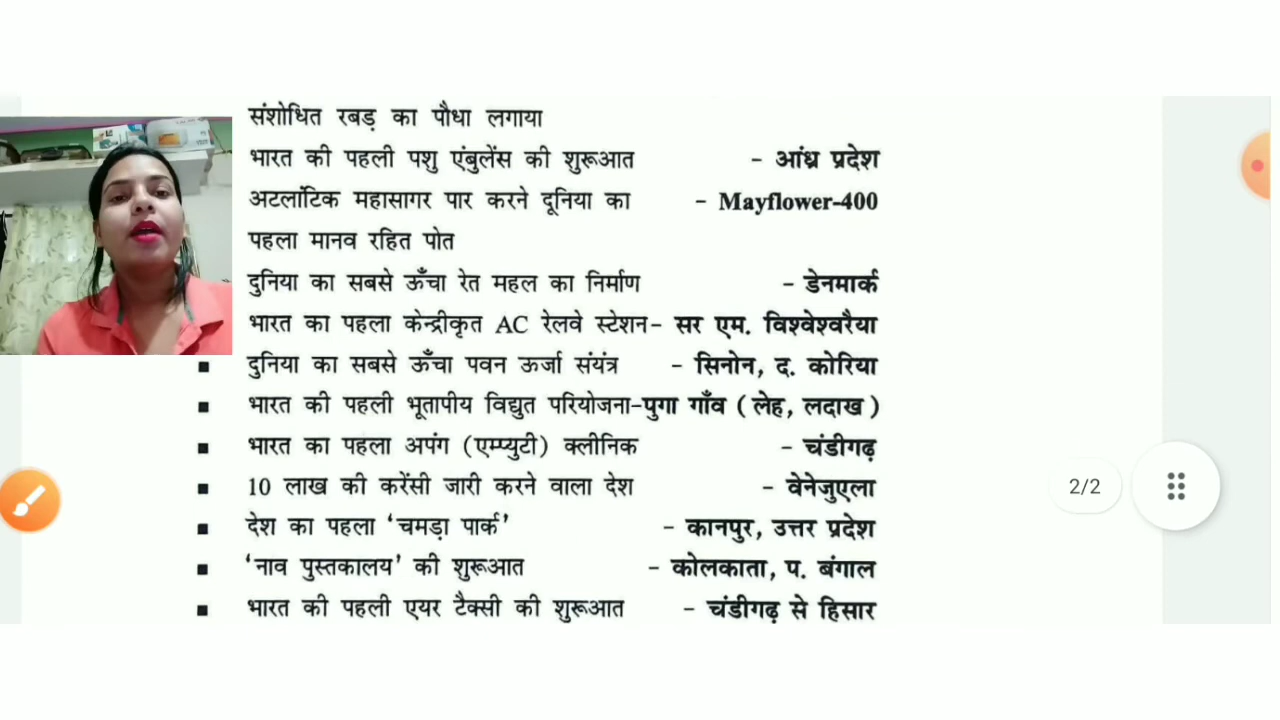 संशोधित रबड़ का पौधा लगाया
भारत की पहली पशु एंबुलेंस की शुरूआत - आंध्र प्रदेश
अटलांटिक महासागर पार करने दूनिया का - Mayflower-400
पहला मानव रहित पोत
दुनिया का सबसे ऊँचा रेत महल का निर्माण - डेनमार्क
भारत का पहला केन्द्रीकृत AC रेलवे स्टेशन- सर एम. विश्वेश्वरैया
▪ दुनिया का सबसे ऊँचा पवन ऊर्जा संयंत्र - सिनोन, द. कोरिया
▪ भारत की पहली भूतापीय विद्युत परियोजना-पुगा गाँव ( लेह, लदाख )
▪ भारत का पहला अपंग (एम्प्युटी) क्लीनिक - चंडीगढ़
▪ 10 लाख की करेंसी जारी करने वाला देश - वेनेजुएला
▪ देश का पहला ‘चमड़ा पार्क’ - कानपुर, उत्तर प्रदेश
▪ ‘नाव पुस्तकालय’ की शुरूआत - कोलकाता, प. बंगाल
▪ भारत की पहली एयर टैक्सी की शुरूआत - चंडीगढ़ से हिसार
2/2